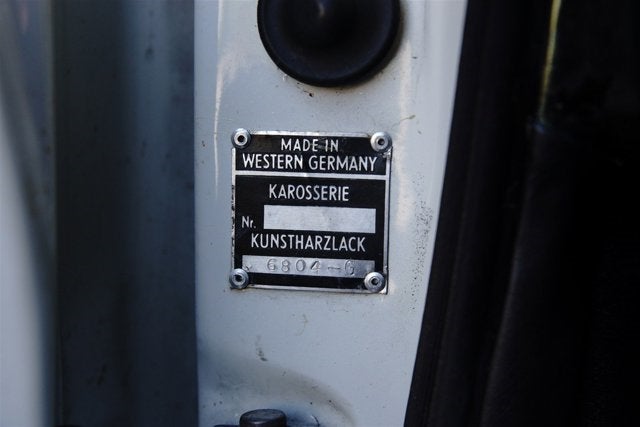 MADE IN
WESTERN GERMANY
KAROSSERIE
Nr.
KUNSTHARZLACK
6804-G